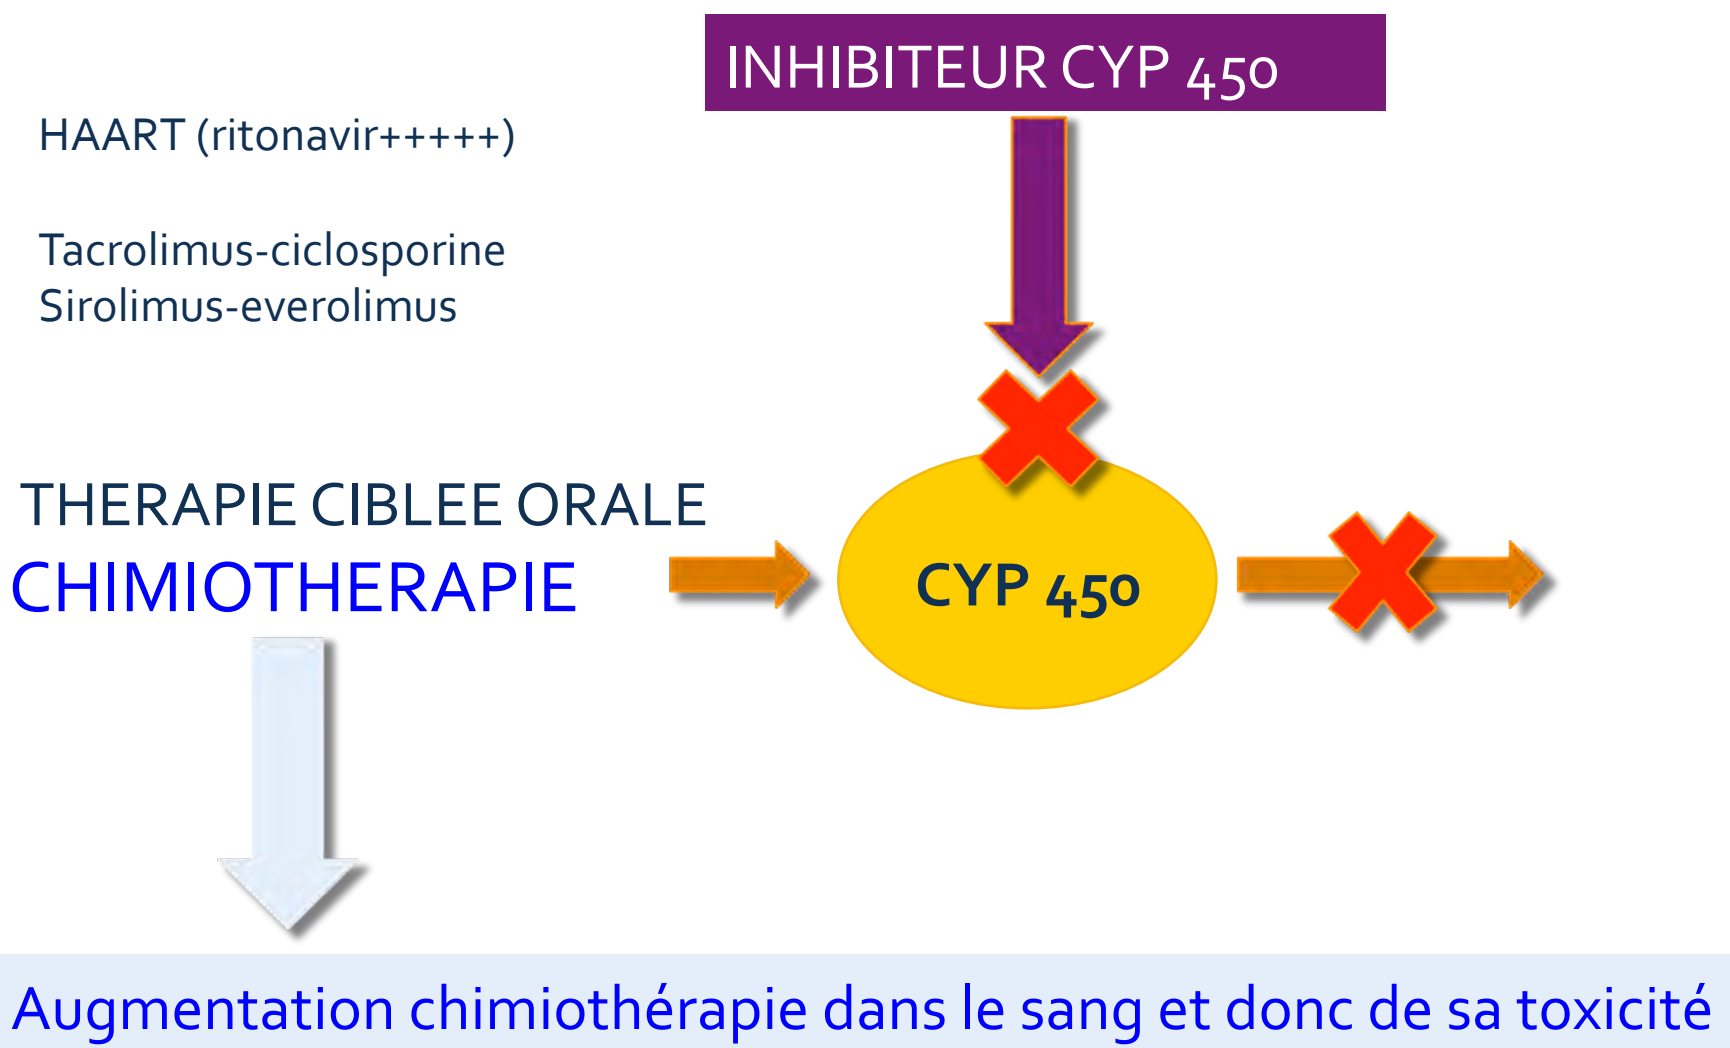 INHIBITEUR CYP 450
HAART (ritonavir+++++)
Tacrolimus-ciclosporine
Sirolimus-everolimus
THERAPIE CIBLEE ORALE
CHIMIOTHERAPIE
CYP 450
Augmentation chimiothérapie dans le sang et donc de sa toxicité